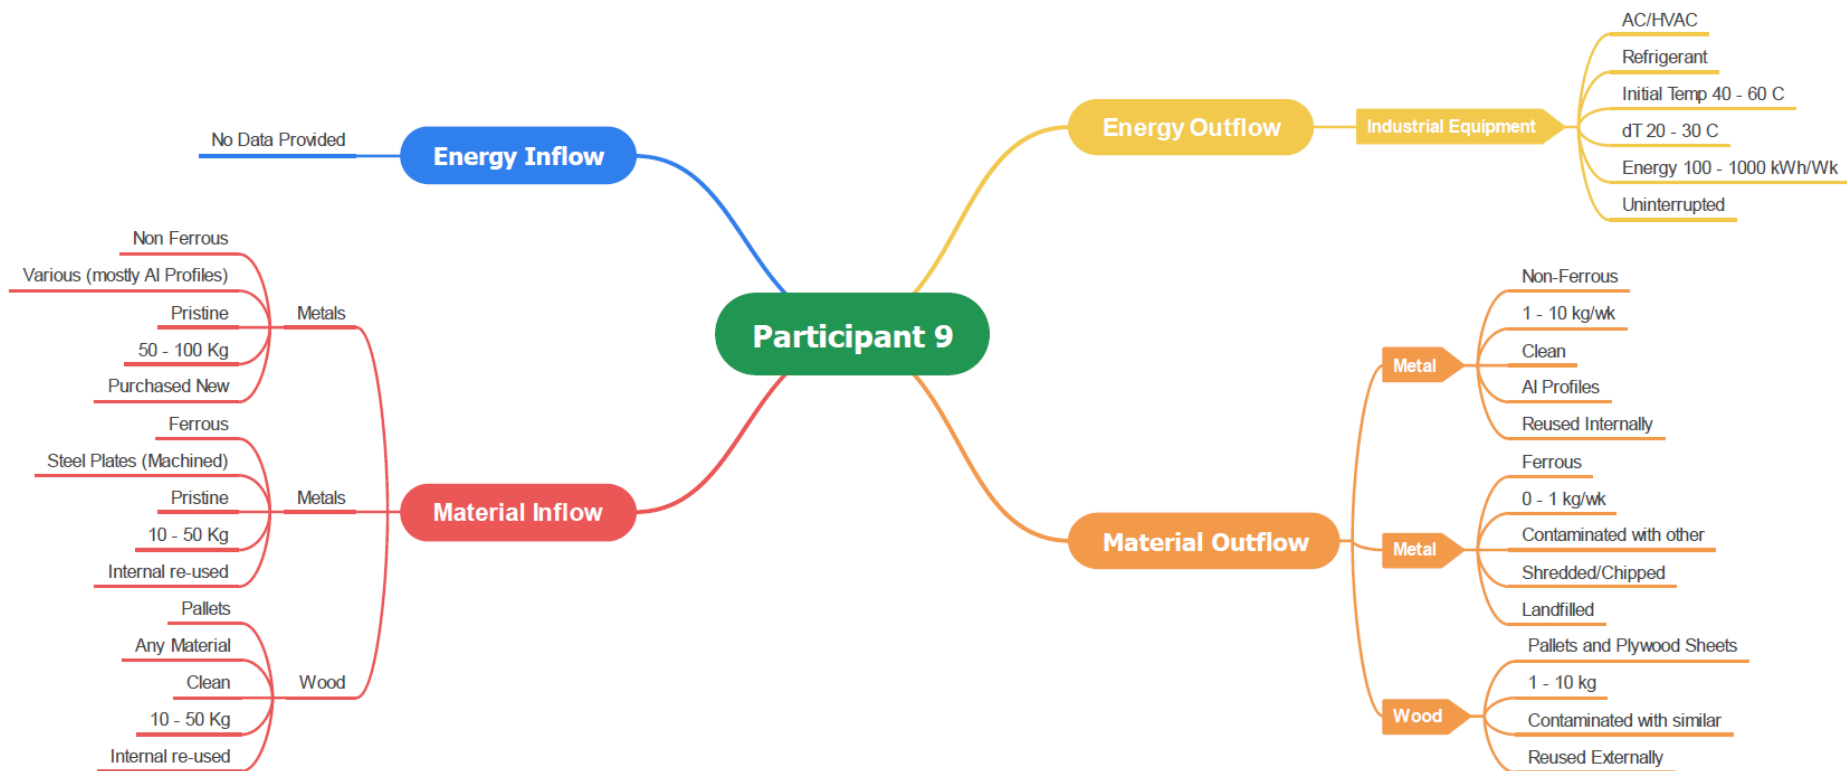 Participant 9
Energy Inflow
No Data Provided
Material Inflow
Metals
Non Ferrous
Various (mostly Al Profiles)
Pristine
50 - 100 Kg
Purchased New
Metals
Ferrous
Steel Plates (Machined)
Pristine
10 - 50 Kg
Internal re-used
Wood
Pallets
Any Material
Clean
10 - 50 Kg
Internal re-used
Energy Outflow
Industrial Equipment
AC/HVAC
Refrigerant
Initial Temp 40 - 60 C
dT 20 - 30 C
Energy 100 - 1000 kWh/Wk
Uninterrupted
Material Outflow
Metal
Non-Ferrous
1 - 10 kg/wk
Clean
Al Profiles
Reused Internally
Metal
Ferrous
0 - 1 kg/wk
Contaminated with other
Shredded/Chipped
Landfilled
Wood
Pallets and Plywood Sheets
1 - 10 kg
Contaminated with similar
Reused Externally